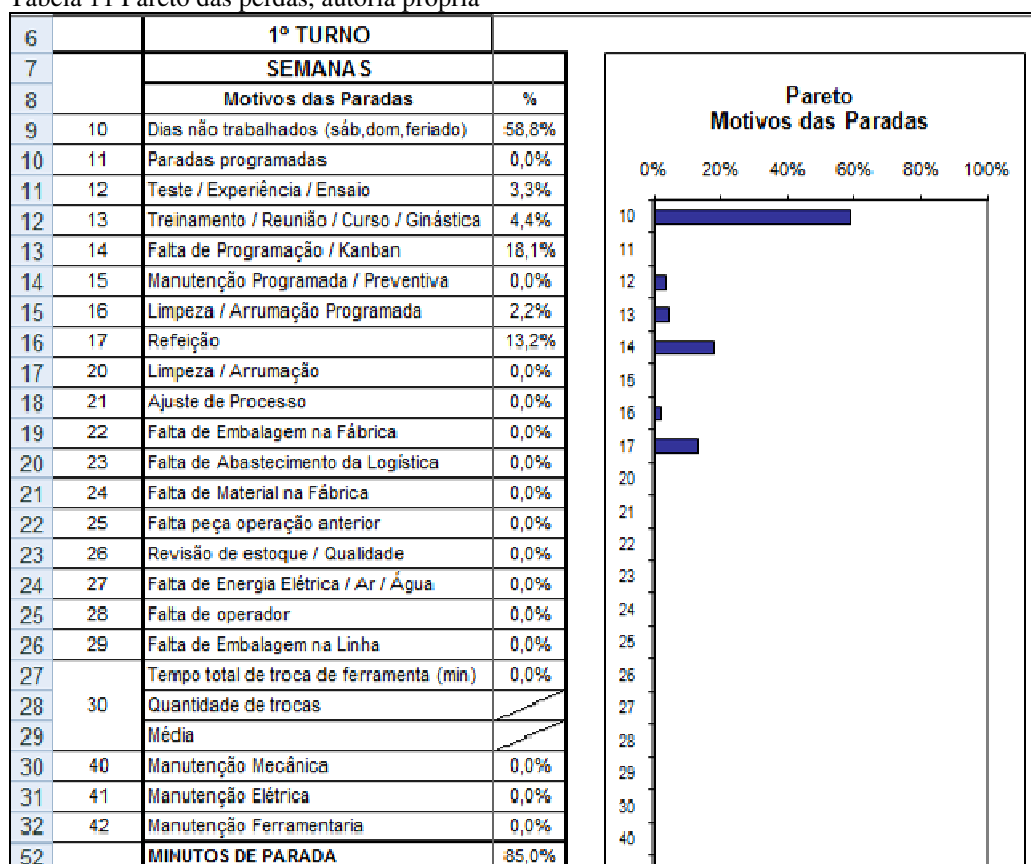 Tabela 11 Pareto das perdas, autoria própria
6 1º TURNO
7 SEMANAS
8 Motivos das Paradas %
9 10 Dias não trabalhados (sáb,dom,feriado) 58,8%
10 11 Paradas programadas 0,0%
11 12 Teste / Experiência / Ensaio 3,3%
12 13 Treinamento / Reunião / Curso / Ginástica 4,4%
13 14 Falta de Programação / Kanban 18,1%
14 15 Manutenção Programada / Preventiva 0,0%
15 16 Limpeza / Arrumação Programada 2,2%
16 17 Refeição 13,2%
17 20 Limpeza / Arrumação 0,0%
18 21 Ajuste de Processo 0,0%
19 22 Falta de Embalagem na Fábrica 0,0%
20 23 Falta de Abastecimento da Logística 0,0%
21 24 Falta de Material na Fábrica 0,0%
22 25 Falta peça operação anterior 0,0%
23 26 Revisão de estoque / Qualidade 0,0%
24 27 Falta de Energia Elétrica / Ar / Água 0,0%
25 28 Falta de operador 0,0%
26 29 Falta de Embalagem na Linha 0,0%
27 Tempo total de troca de ferramenta (min) 0,0%
28 30 Quantidade de trocas
29 Média
30 40 Manutenção Mecânica 0,0%
31 41 Manutenção Elétrica 0,0%
32 42 Manutenção Ferramentaria 0,0%
52 MINUTOS DE PARADA 85,0%
Pareto
Motivos das Paradas
0% 20% 40% 60% 80% 100%
10
11
12
13
14
15
16
17
20
21
22
23
24
25
26
27
28
29
30
40